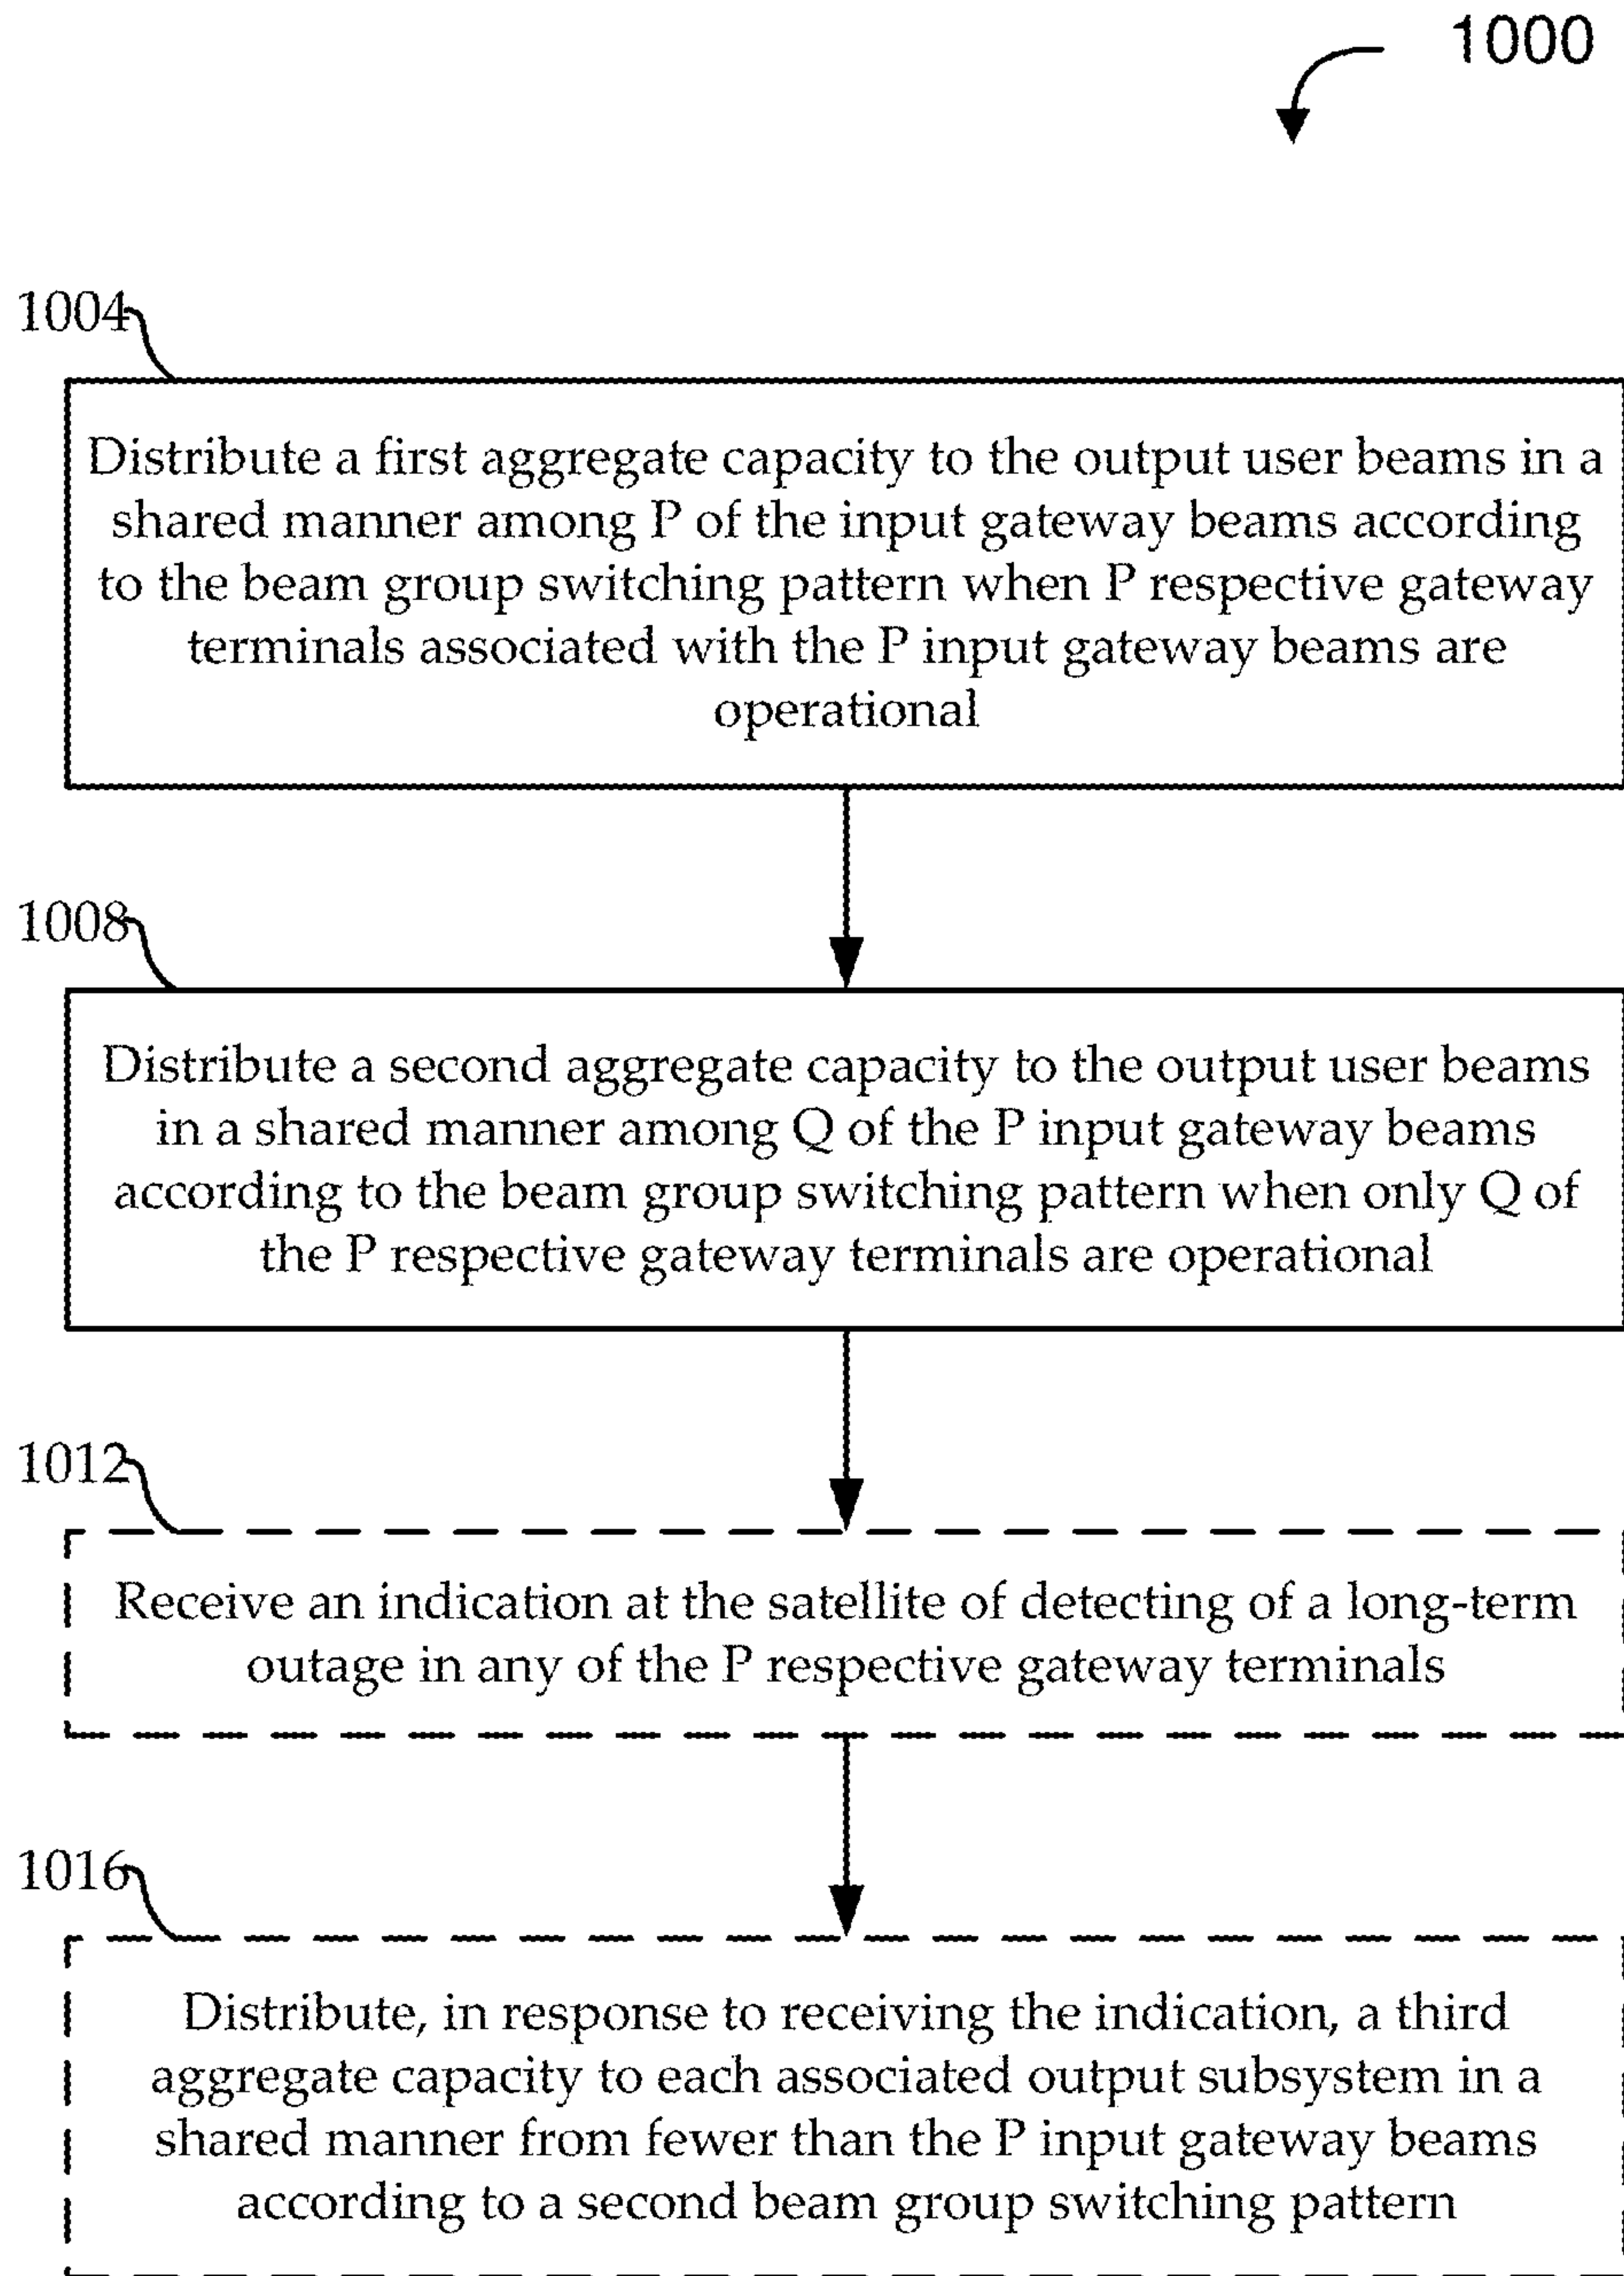 1000
1004
Distribute a first aggregate capacity to the output user beams in a
shared manner among P of the input gateway beams according
to the beam group switching pattern when P respective gateway
terminals associated with the P input gateway beams are
operational
1008
Distribute a second aggregate capacity to the output user beams
in a shared manner among Q of the P input gateway beams
according to the beam group switching pattern when only Q of
the P respective gateway terminals are operational
1012
Receive an indication at the satellite of detecting of a long-term
outage in any of the P respective gateway terminals
1016
Distribute, in response to receiving the indication, a third
aggregate capacity to each associated output subsystem in a
shared manner from fewer than the P input gateway beams
according to a second beam group switching pattern